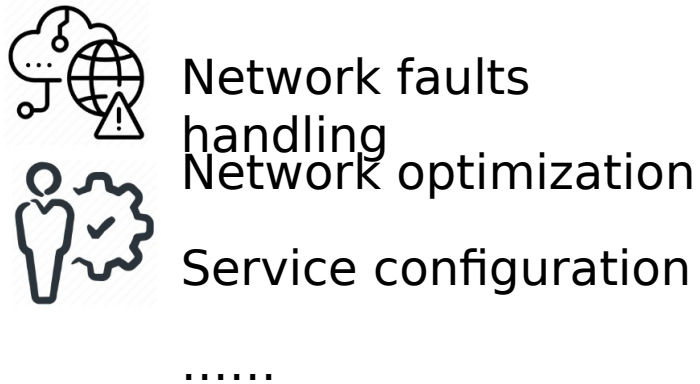 Network faults
handling
Network optimization
Service configuration
......